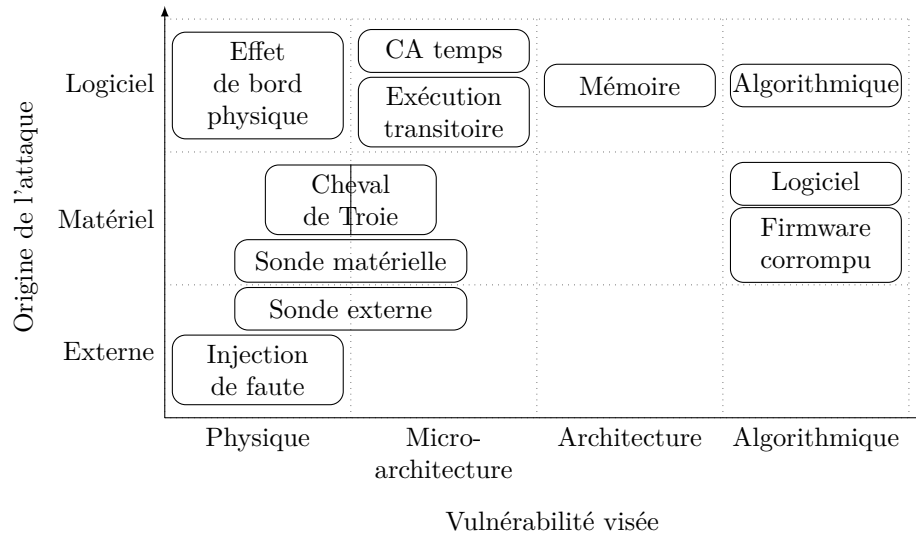 Origine de l'attaque
Logiciel
Effet
de bord
physique
CA temps
Exécution
transitoire
Mémoire
Algorithmique
Matériel
Cheval
de Troie
Sonde matérielle
Logiciel
Firmware
corrompu
Externe
Sonde externe
Injection
de faute
Physique
Micro-
architecture
Architecture
Algorithmique
Vulnérabilité visée